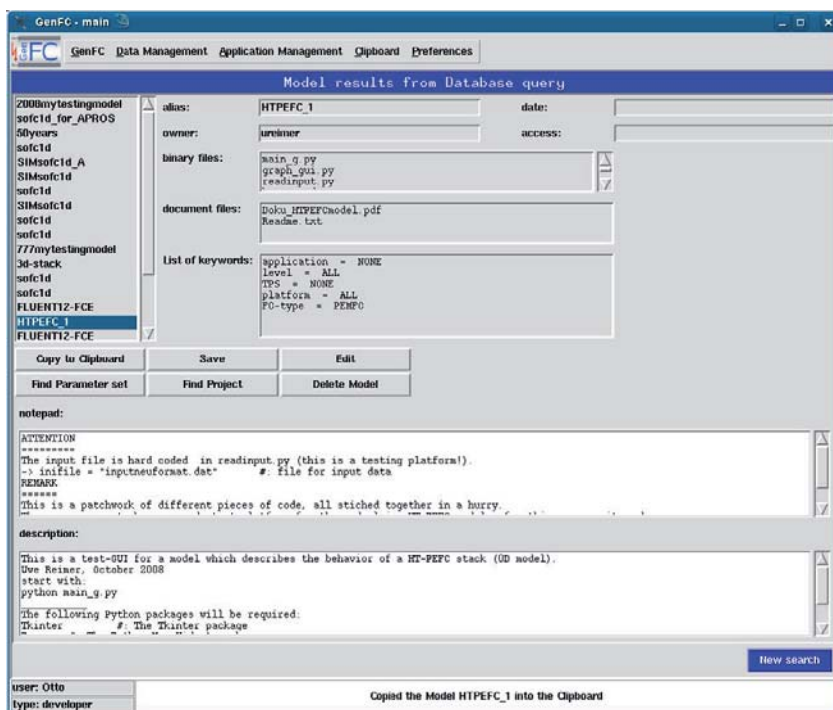 GenFC - main
GenFC Data Management Application Management Clipboard Preferences
Model results from Database query
2008mytestingmodel
sofc1d_for_APROS
50years
sofc1d
SIMsofc1d_A
SIMsofc1d
sofc1d
SIMsofc1d
sofc1d
sofc1d
777mytestingmodel
3d-stack
sofc1d
sofc1d
FLUENT12-FCE
HTPEFC_1
FLUENT12-FCE
alias: HTPEFC_1 date:
owner: ureimer access:
binary files: main_g.py
graph_gui.py
readinput.py
document files: Doku_HTPEFCmodel.pdf
Readme.txt
List of keywords: application = NONE
level = ALL
TPS = NONE
platform = ALL
FC-type = PEMFC
Copy to Clipboard Save Edit
Find Parameter set Find Project Delete Model
notepad:
ATTENTION
=========
The input file is hard coded in readinput.py (this is a testing platform!).
-> inifile = "inputneuformat.dat" #: file for input data
REMARK
======
This is a patchwork of different pieces of code, all stiched together in a hurry.
description:
This is a test-GUI for a model which describes the behavior of a HT-PEFC stack (0D model).
Uwe Reimer, October 2008
start with:
python main_g.py
The following Python packages will be required:
Tkinter #: The Tkinter package
New search
user: Otto
type: developer
Copied the Model HTPEFC_1 into the Clipboard